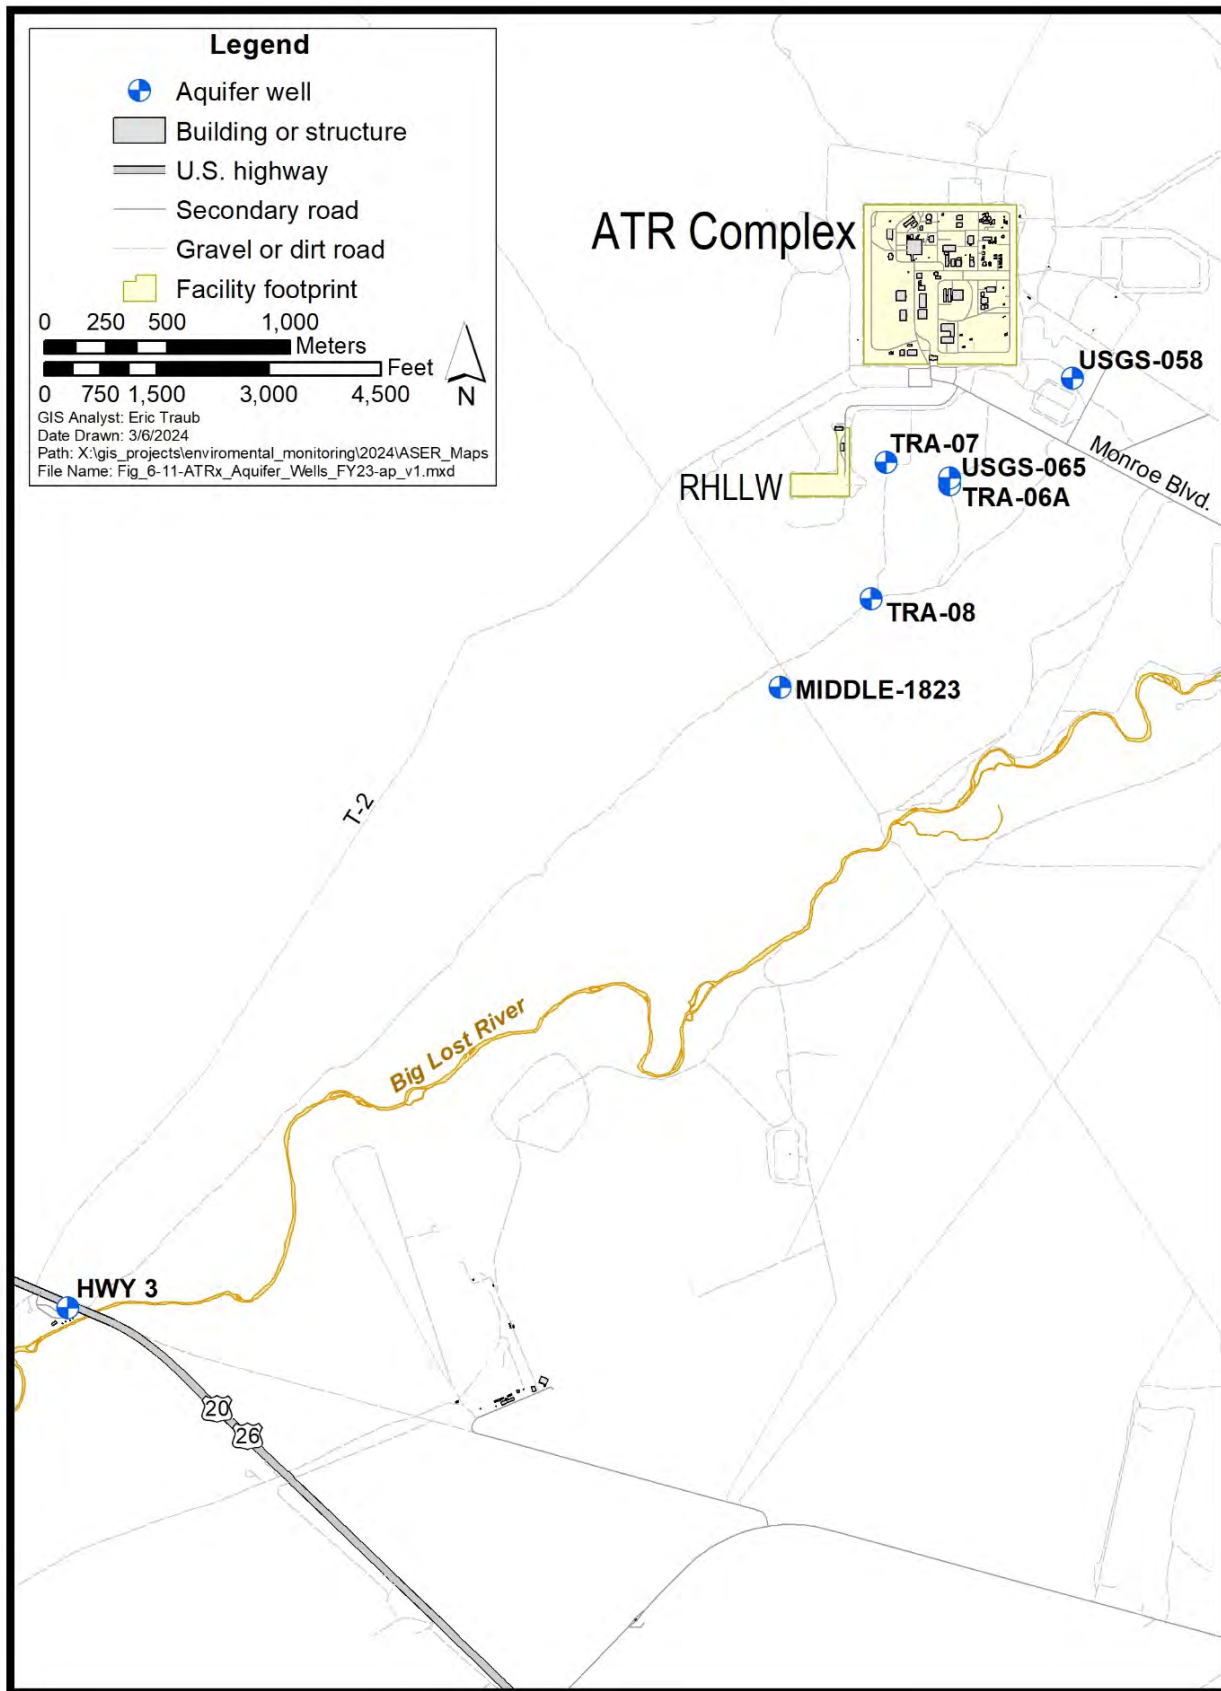 Legend
Aquifer well
Building or structure
U.S. highway
Secondary road
Gravel or dirt road
Facility footprint
0 250 500 1,000
Meters
Feet
0 750 1,500 3,000 4,500
N
GIS Analyst: Eric Traub
Date Drawn: 3/6/2024
Path: X:\gis_projects\enviromental_monitoring\2024\ASER_Maps
File Name: Fig_6-11-ATRx_Aquifer_Wells_FY23-ap_v1.mxd
ATR Complex
USGS-058
TRA-07
USGS-065
RHLLW
TRA-06A
Monroe Blvd.
TRA-08
MIDDLE-1823
T-2
Big Lost River
HWY 3
20
26